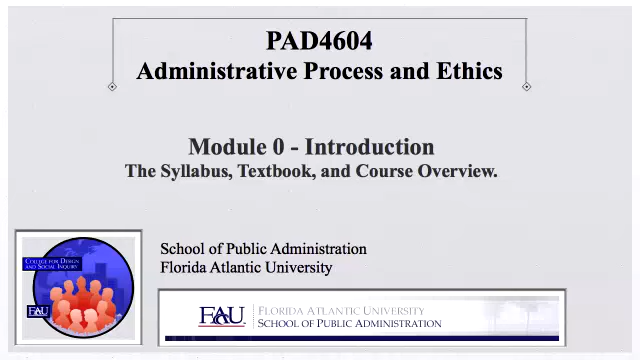 PAD4604
Administrative Process and Ethics
Module 0 - Introduction
The Syllabus, Textbook, and Course Overview.
COLLEGE FOR DESIGN
AND SOCIAL INQUIRY
FAU
School of Public Administration
Florida Atlantic University
FAU
FLORIDA ATLANTIC UNIVERSITY
SCHOOL OF PUBLIC ADMINISTRATION